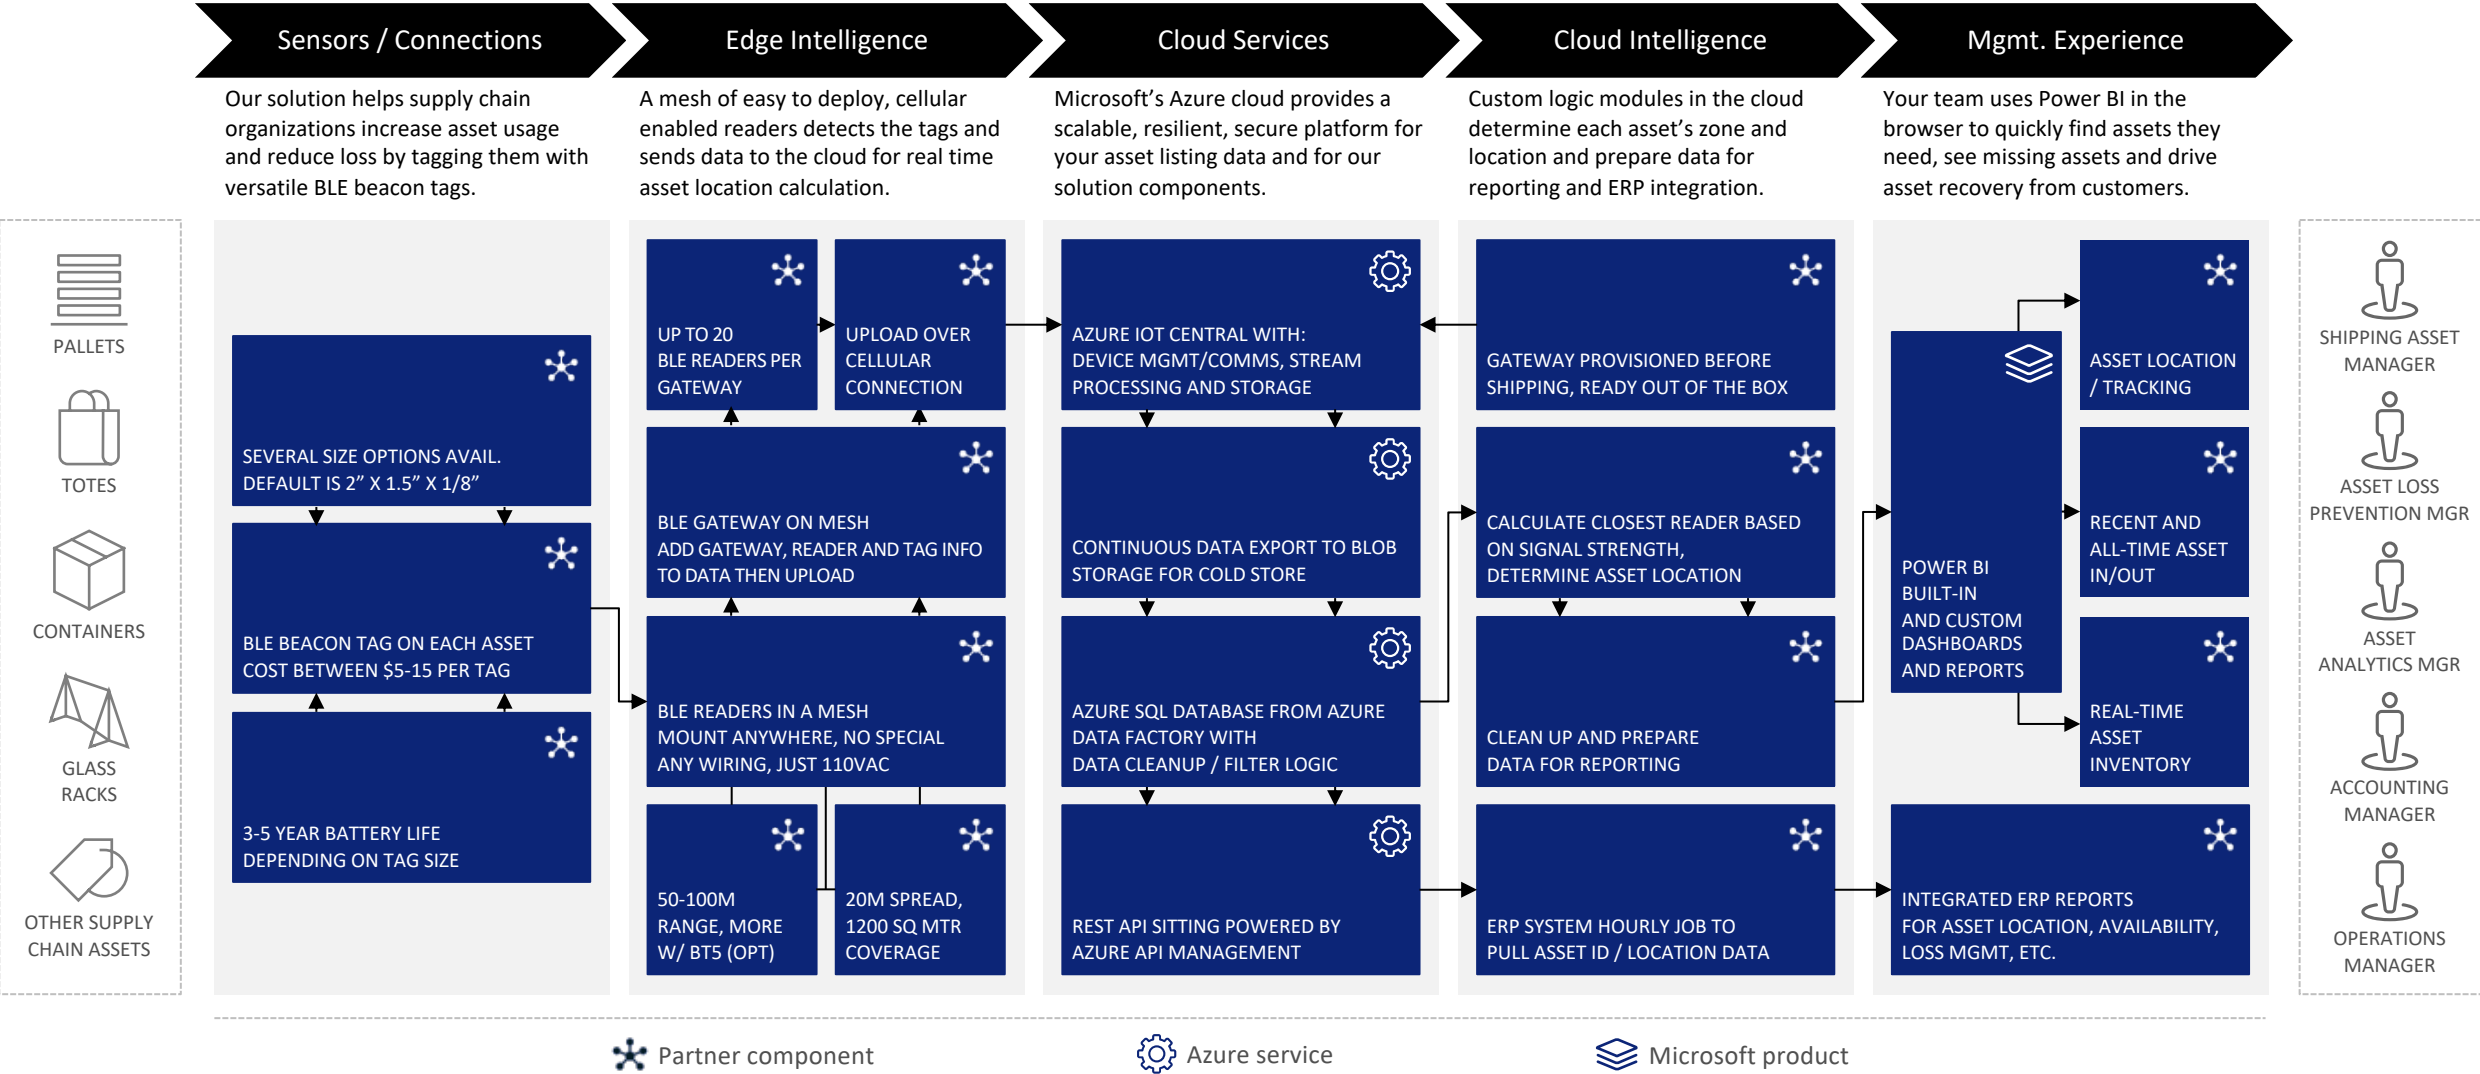 Sensors / Connections
Edge Intelligence
Cloud Services
Cloud Intelligence
Mgmt. Experience
Our solution helps supply chain
organizations increase asset usage
and reduce loss by tagging them with
versatile BLE beacon tags.
A mesh of easy to deploy, cellular
enabled readers detects the tags and
sends data to the cloud for real time
asset location calculation.
Microsoft’s Azure cloud provides a
scalable, resilient, secure platform for
your asset listing data and for our
solution components.
Custom logic modules in the cloud
determine each asset’s zone and
location and prepare data for
reporting and ERP integration.
Your team uses Power BI in the
browser to quickly find assets they
need, see missing assets and drive
asset recovery from customers.
PALLETS
TOTES
CONTAINERS
GLASS
RACKS
OTHER SUPPLY
CHAIN ASSETS
SEVERAL SIZE OPTIONS AVAIL.
DEFAULT IS 2” X 1.5” X 1/8”
BLE BEACON TAG ON EACH ASSET
COST BETWEEN $5-15 PER TAG
3-5 YEAR BATTERY LIFE
DEPENDING ON TAG SIZE
UP TO 20
BLE READERS PER
GATEWAY
UPLOAD OVER
CELLULAR
CONNECTION
BLE GATEWAY ON MESH
ADD GATEWAY, READER AND TAG INFO
TO DATA THEN UPLOAD
BLE READERS IN A MESH
MOUNT ANYWHERE, NO SPECIAL
ANY WIRING, JUST 110VAC
50-100M
RANGE, MORE
W/ BT5 (OPT)
20M SPREAD,
1200 SQ MTR
COVERAGE
AZURE IOT CENTRAL WITH:
DEVICE MGMT/COMMS, STREAM
PROCESSING AND STORAGE
CONTINUOUS DATA EXPORT TO BLOB
STORAGE FOR COLD STORE
AZURE SQL DATABASE FROM AZURE
DATA FACTORY WITH
DATA CLEANUP / FILTER LOGIC
REST API SITTING POWERED BY
AZURE API MANAGEMENT
GATEWAY PROVISIONED BEFORE
SHIPPING, READY OUT OF THE BOX
CALCULATE CLOSEST READER BASED
ON SIGNAL STRENGTH,
DETERMINE ASSET LOCATION
CLEAN UP AND PREPARE
DATA FOR REPORTING
ERP SYSTEM HOURLY JOB TO
PULL ASSET ID / LOCATION DATA
POWER BI
BUILT-IN
AND CUSTOM
DASHBOARDS
AND REPORTS
ASSET LOCATION
/ TRACKING
RECENT AND
ALL-TIME ASSET
IN/OUT
REAL-TIME
ASSET
INVENTORY
INTEGRATED ERP REPORTS
FOR ASSET LOCATION, AVAILABILITY,
LOSS MGMT, ETC.
SHIPPING ASSET
MANAGER
ASSET LOSS
PREVENTION MGR
ASSET
ANALYTICS MGR
ACCOUNTING
MANAGER
OPERATIONS
MANAGER
Partner component
Azure service
Microsoft product